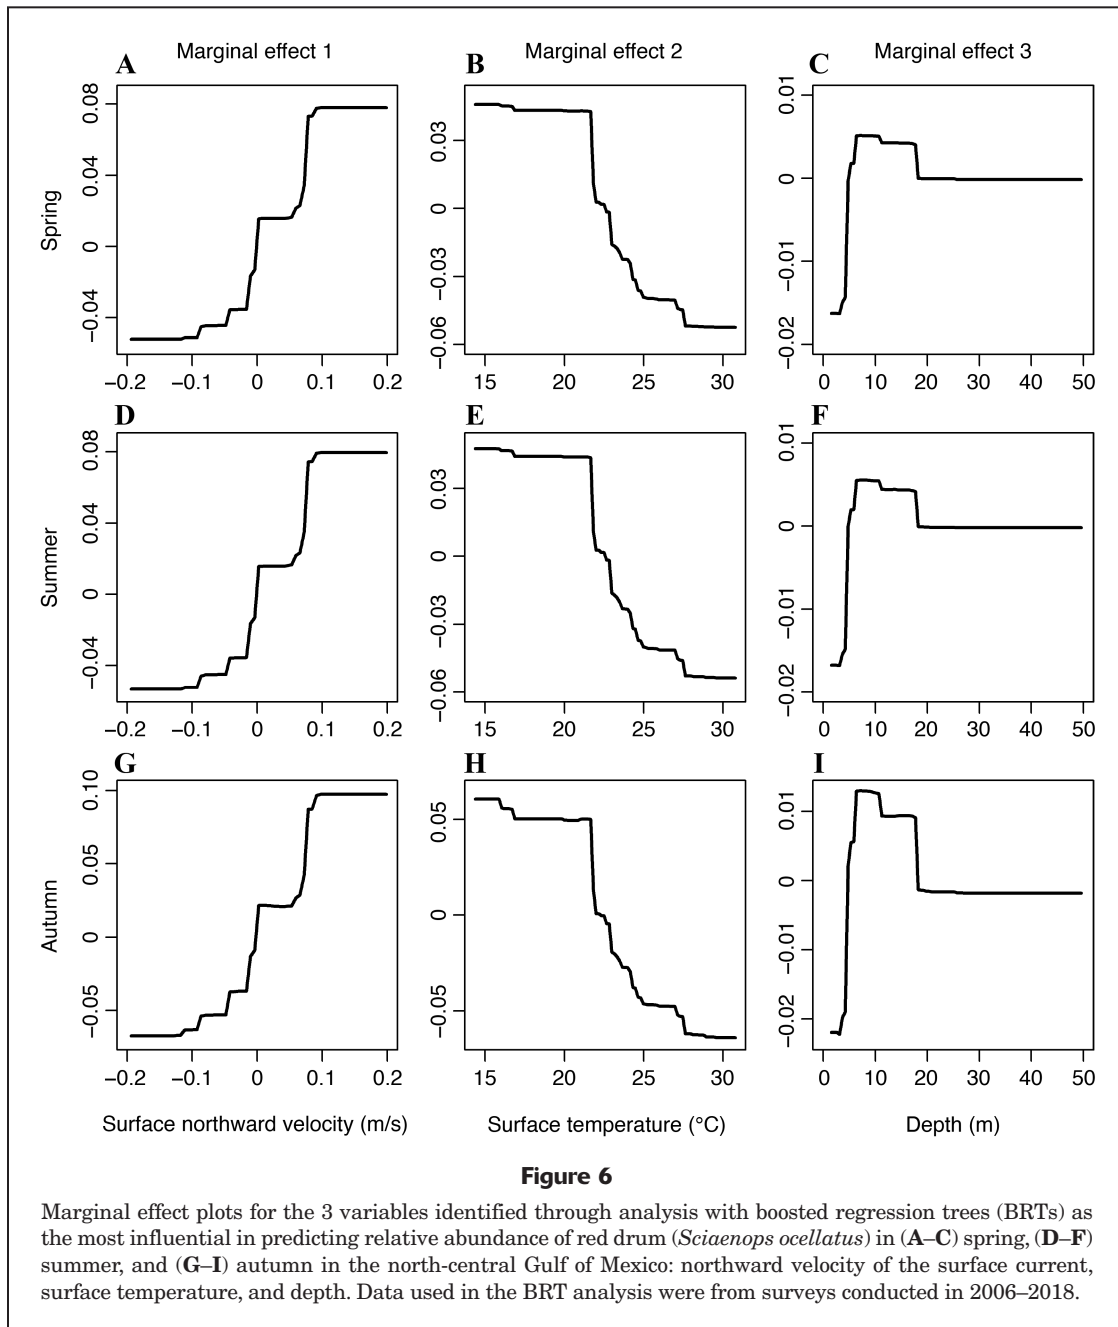 Marginal effect 1
Marginal effect 2
Marginal effect 3
A
B
C
Spring
0.08
0.04
0
−0.04
−0.2 −0.1 0 0.1 0.2
0.03
0
−0.03
−0.06
15 20 25 30
0.01
0
−0.01
−0.02
0 10 20 30 40 50
D
E
F
Summer
0.08
0.04
0
−0.04
−0.2 −0.1 0 0.1 0.2
0.03
0
−0.03
−0.06
15 20 25 30
0.01
0
−0.01
−0.02
0 10 20 30 40 50
G
H
I
Autumn
0.10
0.05
0
−0.05
−0.2 −0.1 0 0.1 0.2
0.05
0
−0.05
15 20 25 30
0.01
0
−0.01
−0.02
0 10 20 30 40 50
Surface northward velocity (m/s)
Surface temperature (°C)
Depth (m)
Figure 6
Marginal effect plots for the 3 variables identified through analysis with boosted regression trees (BRTs) as
the most influential in predicting relative abundance of red drum (Sciaenops ocellatus) in (A–C) spring, (D–F)
summer, and (G–I) autumn in the north-central Gulf of Mexico: northward velocity of the surface current,
surface temperature, and depth. Data used in the BRT analysis were from surveys conducted in 2006–2018.